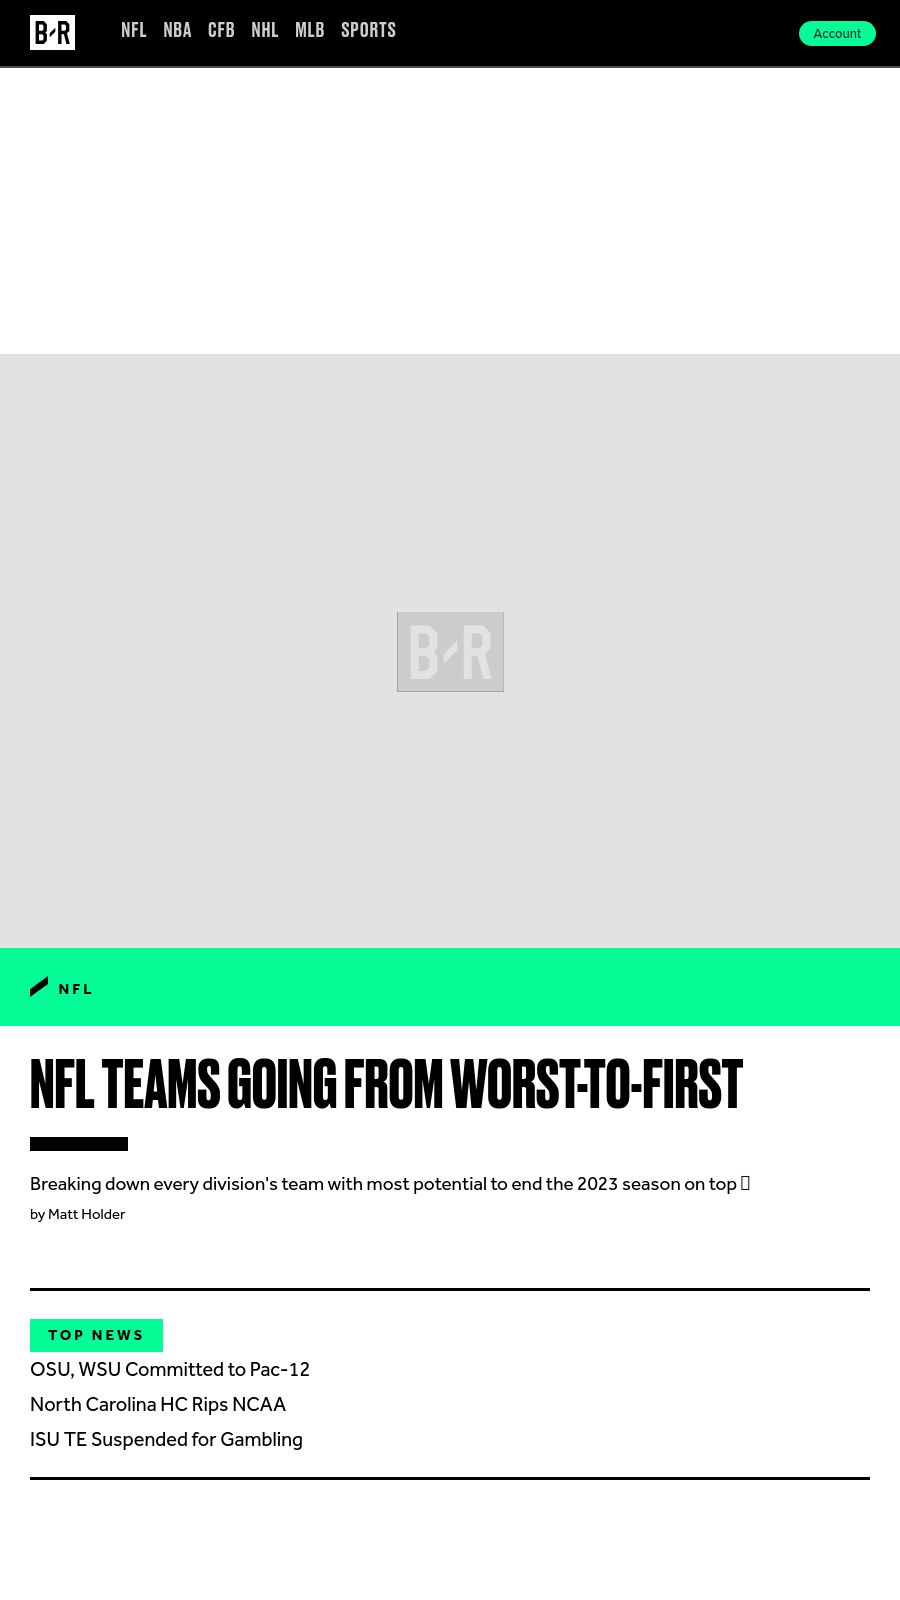 B/R NFL NBA CFB NHL MLB SPORTS Account
B/R
NFL
NFL TEAMS GOING FROM WORST-TO-FIRST
Breaking down every division's team with most potential to end the 2023 season on top
by Matt Holder
TOP NEWS
OSU, WSU Committed to Pac-12
North Carolina HC Rips NCAA
ISU TE Suspended for Gambling